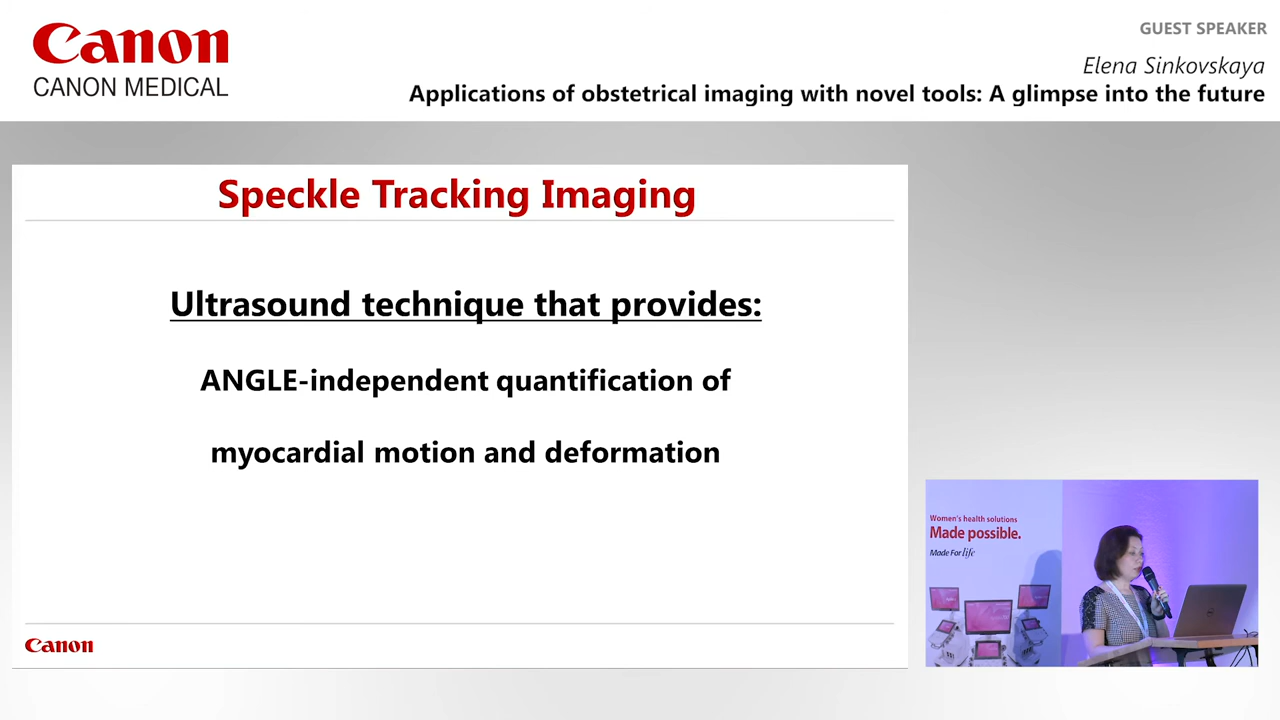 Canon
CANON MEDICAL
GUEST SPEAKER
Elena Sinkovskaya
Applications of obstetrical imaging with novel tools: A glimpse into the future
Speckle Tracking Imaging
Ultrasound technique that provides:
ANGLE-independent quantification of
myocardial motion and deformation
Canon
Women's health solutions
Made possible.
Made For life